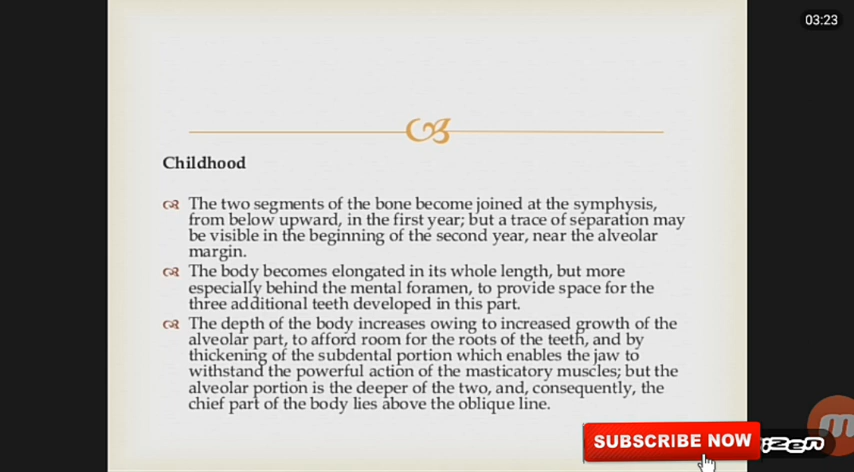 03:23
Childhood
The two segments of the bone become joined at the symphysis,
from below upward, in the first year; but a trace of separation may
be visible in the beginning of the second year, near the alveolar
margin.
The body becomes elongated in its whole length, but more
especially behind the mental foramen, to provide space for the
three additional teeth developed in this part.
The depth of the body increases owing to increased growth of the
alveolar part, to afford room for the roots of the teeth, and by
thickening of the subdental portion which enables the jaw to
withstand the powerful action of the masticatory muscles; but the
alveolar portion is the deeper of the two, and, consequently, the
chief part of the body lies above the oblique line.
SUBSCRIBE NOW